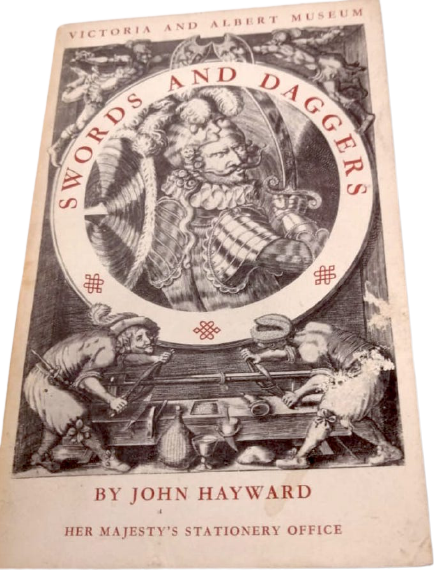 VICTORIA AND ALBERT MUSEUM
SWORDS AND DAGGERS
BY JOHN HAYWARD
HER MAJESTY'S STATIONERY OFFICE